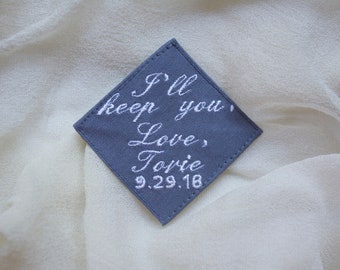 I'll
keep you.
Love,
Torie
9.29.18